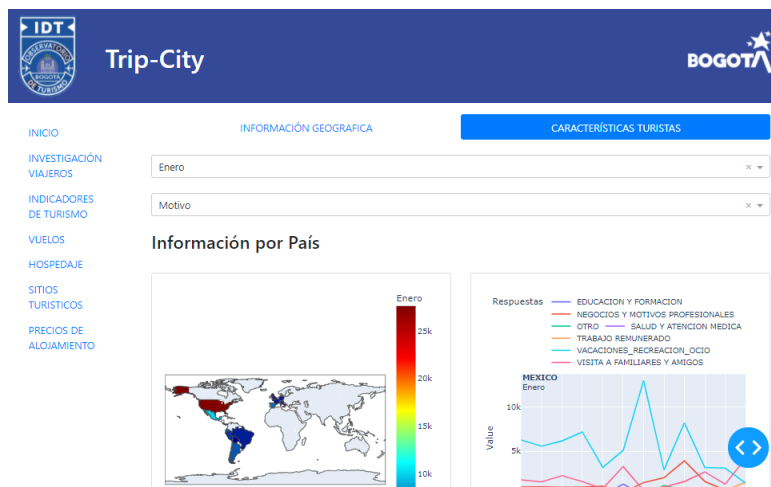 IDT
OBSERVATORIO
BOGOTÁ
DE TURISMO
Trip-City
BOGOTÁ
INICIO
INVESTIGACIÓN
VIAJEROS
INDICADORES
DE TURISMO
VUELOS
HOSPEDAJE
SITIOS
TURISTICOS
PRECIOS DE
ALOJAMIENTO
INFORMACIÓN GEOGRAFICA
CARACTERÍSTICAS TURISTAS
Enero
Motivo
Información por País
Enero
25k
20k
15k
10k
Respuestas
EDUCACION Y FORMACION
NEGOCIOS Y MOTIVOS PROFESIONALES
OTRO SALUD Y ATENCION MEDICA
TRABAJO REMUNERADO
VACACIONES_RECREACION_OCIO
VISITA A FAMILIARES Y AMIGOS
MEXICO
Enero
10k
5k
Value